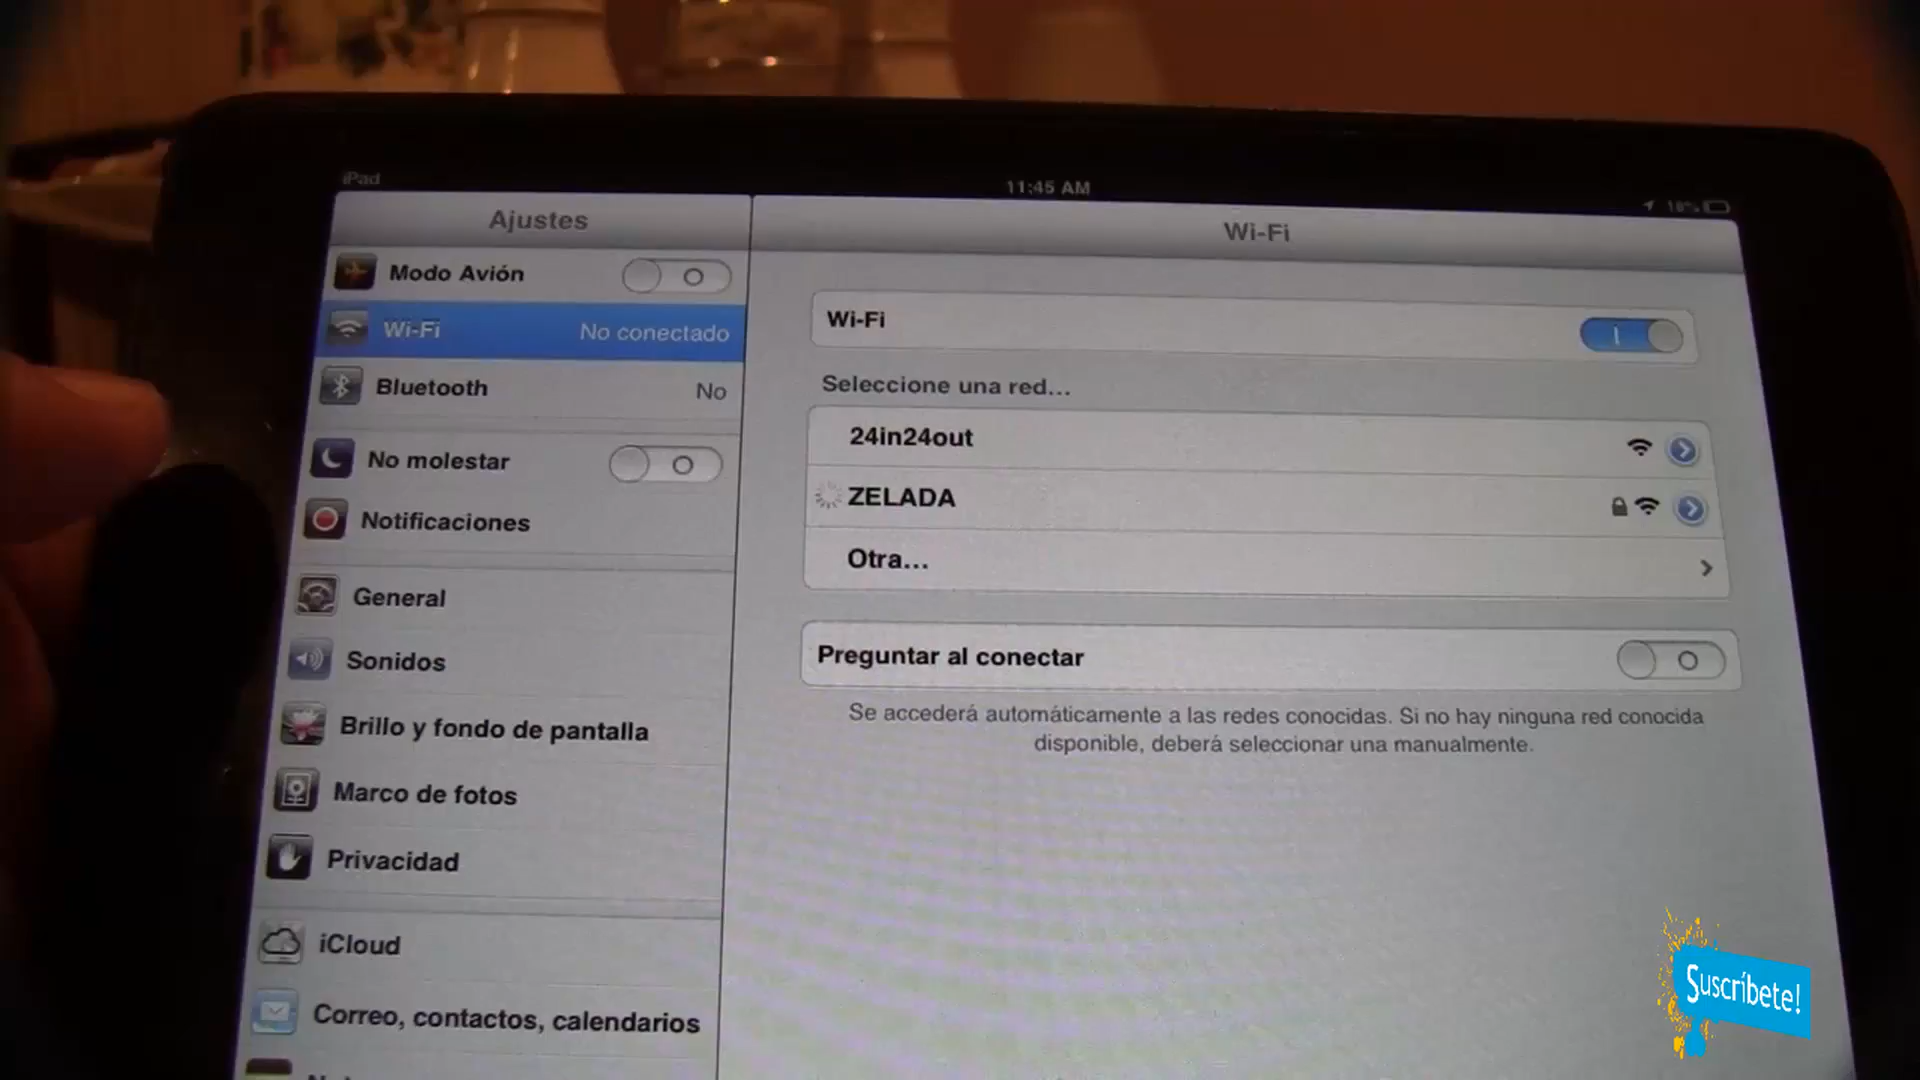 iPad
11:45 AM
18%
Ajustes
Wi-Fi
Modo Avión
Wi-Fi
No conectado
Bluetooth
No
No molestar
Notificaciones
General
Sonidos
Brillo y fondo de pantalla
Marco de fotos
Privacidad
iCloud
Correo, contactos, calendarios
Wi-Fi
Seleccione una red...
24in24out
ZELADA
Otra...
Preguntar al conectar
Se accederá automáticamente a las redes conocidas. Si no hay ninguna red conocida
disponible, deberá seleccionar una manualmente.
Suscríbete!